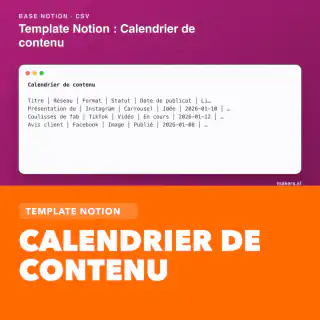 BASE NOTION · CSV
Template Notion : Calendrier de
contenu
Calendrier de contenu
Titre | Réseau | Format | Statut | Date de publicat | Li…
Présentation de | Instagram | Carrousel | Idée | 2026-01-10 | …
Coulisses de fab | TikTok | Vidéo | En cours | 2026-01-12 | …
Avis client | Facebook | Image | Publié | 2026-01-08 | …
TEMPLATE NOTION
CALENDRIER DE
CONTENU